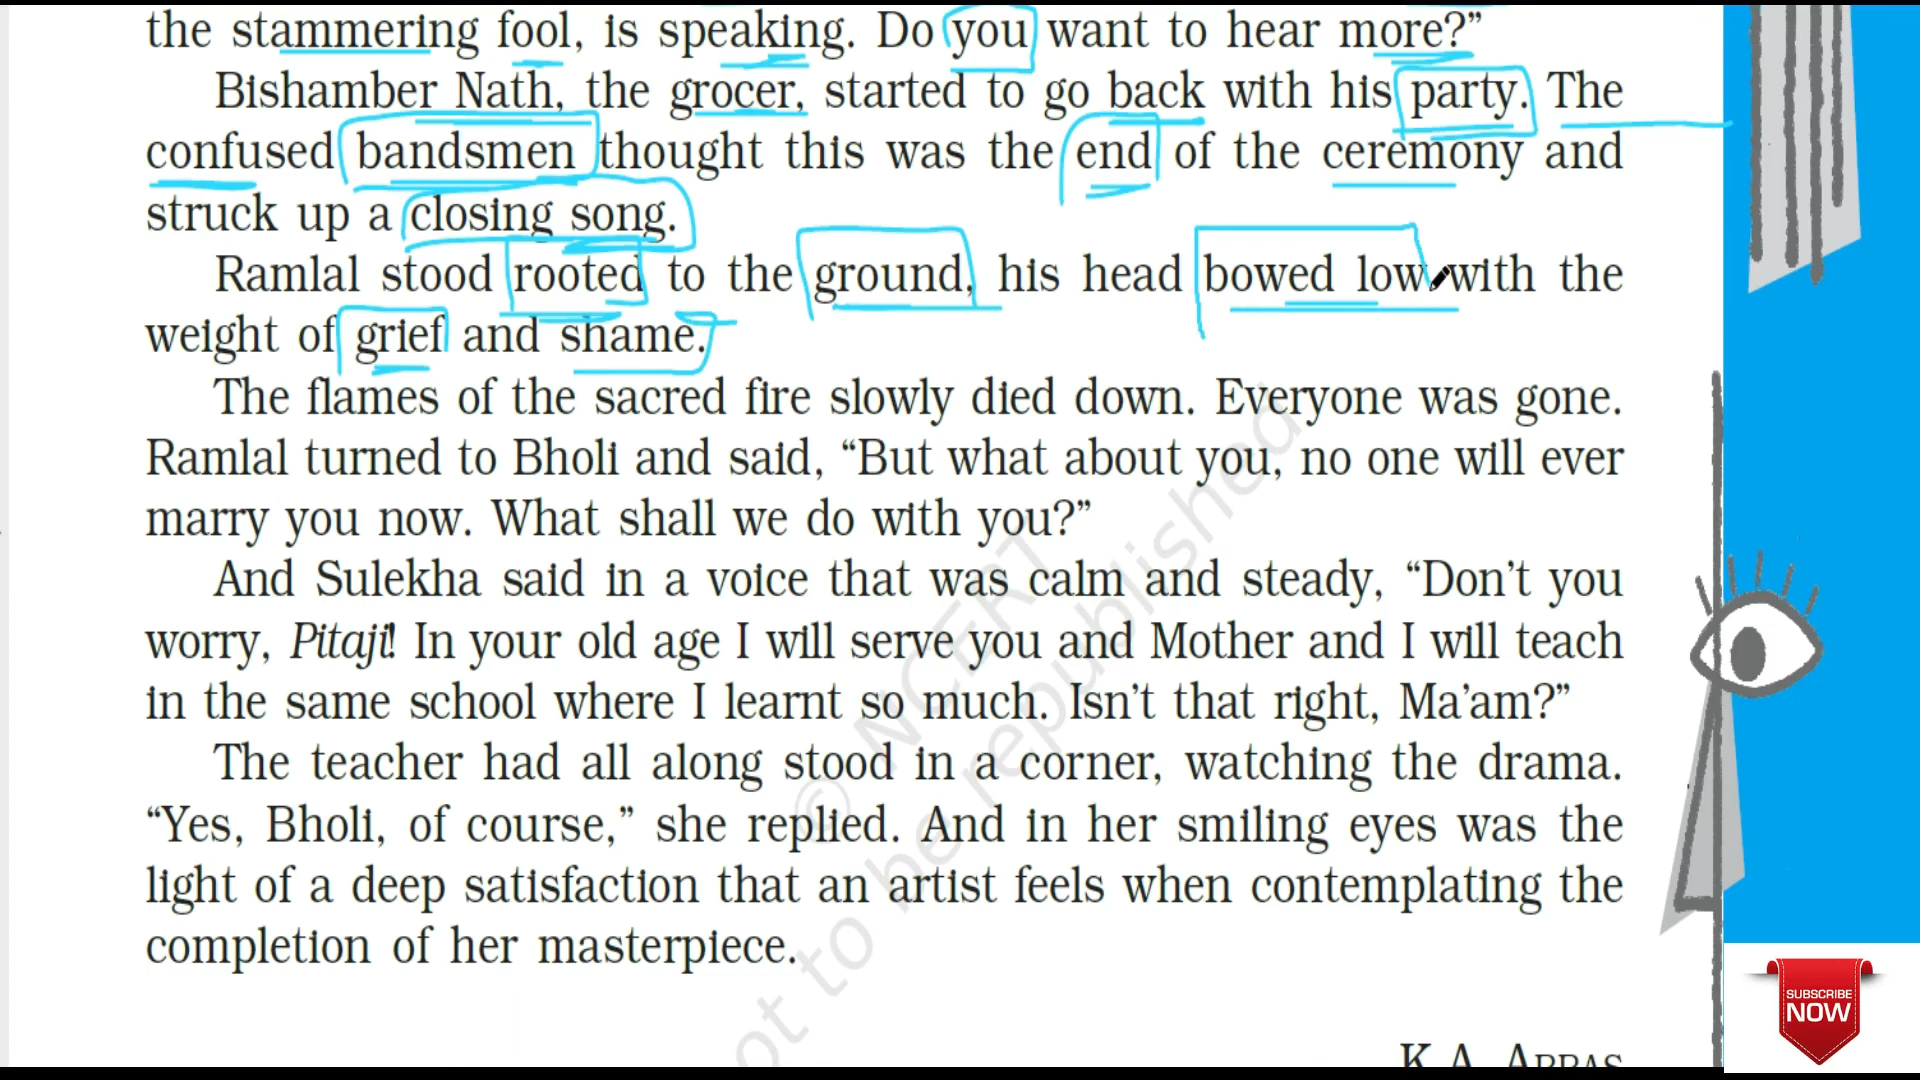 the stammering fool, is speaking. Do you want to hear more?”
Bishamber Nath, the grocer, started to go back with his party. The
confused bandsmen thought this was the end of the ceremony and
struck up a closing song.
Ramlal stood rooted to the ground, his head bowed low with the
weight of grief and shame.
The flames of the sacred fire slowly died down. Everyone was gone.
Ramlal turned to Bholi and said, “But what about you, no one will ever
marry you now. What shall we do with you?”
And Sulekha said in a voice that was calm and steady, “Don’t you
worry, Pitaji! In your old age I will serve you and Mother and I will teach
in the same school where I learnt so much. Isn’t that right, Ma’am?”
The teacher had all along stood in a corner, watching the drama.
“Yes, Bholi, of course,” she replied. And in her smiling eyes was the
light of a deep satisfaction that an artist feels when contemplating the
completion of her masterpiece.
K.A. ABBAS
© NCERT
not to be republished
SUBSCRIBE
NOW